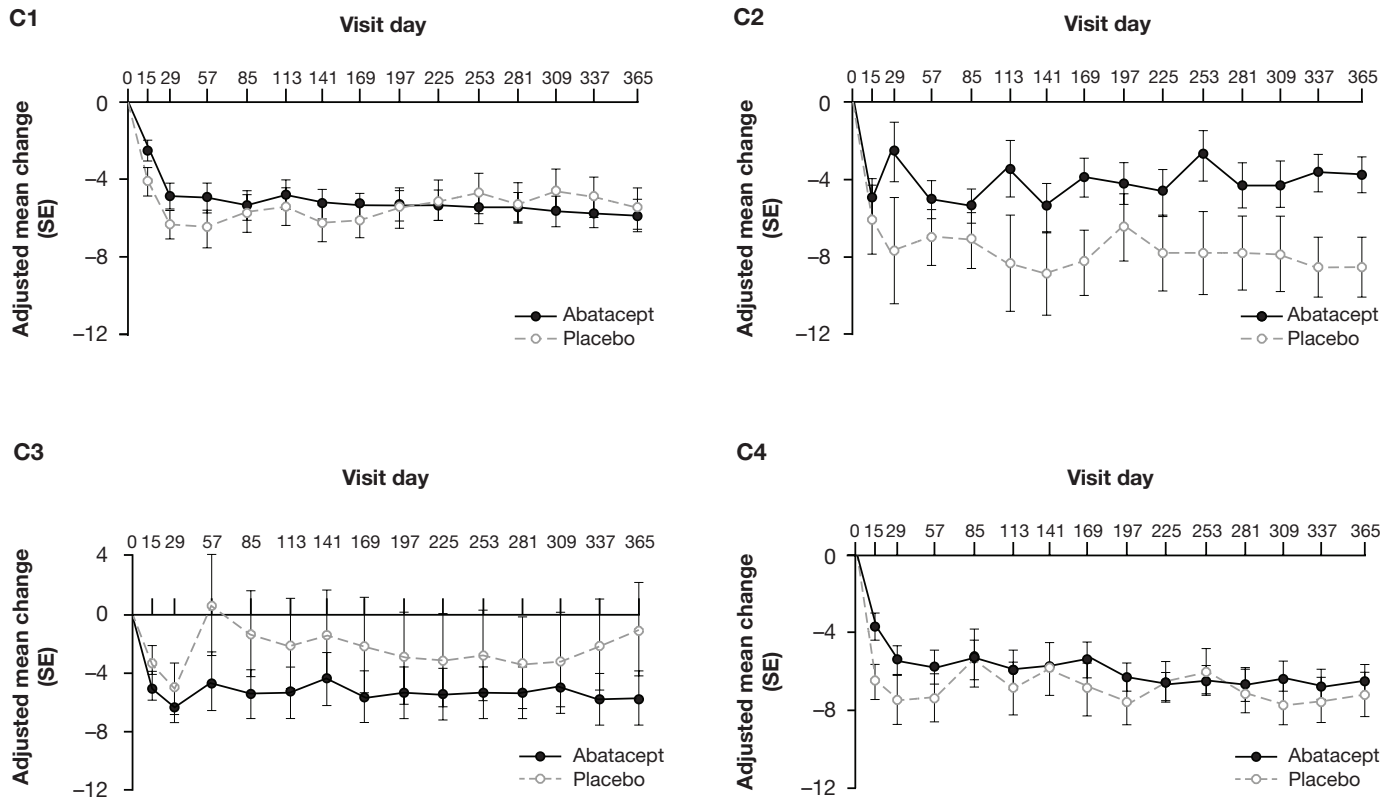 C1
Visit day
0 15 29 57 85 113 141 169 197 225 253 281 309 337 365
0
−4
−8
−12
Adjusted mean change
(SE)
Abatacept
Placebo
C2
Visit day
0 15 29 57 85 113 141 169 197 225 253 281 309 337 365
0
−4
−8
−12
Adjusted mean change
(SE)
Abatacept
Placebo
C3
Visit day
0 15 29 57 85 113 141 169 197 225 253 281 309 337 365
4
0
−4
−8
−12
Adjusted mean change
(SE)
Abatacept
Placebo
C4
Visit day
0 15 29 57 85 113 141 169 197 225 253 281 309 337 365
0
−4
−8
−12
Adjusted mean change
(SE)
Abatacept
Placebo